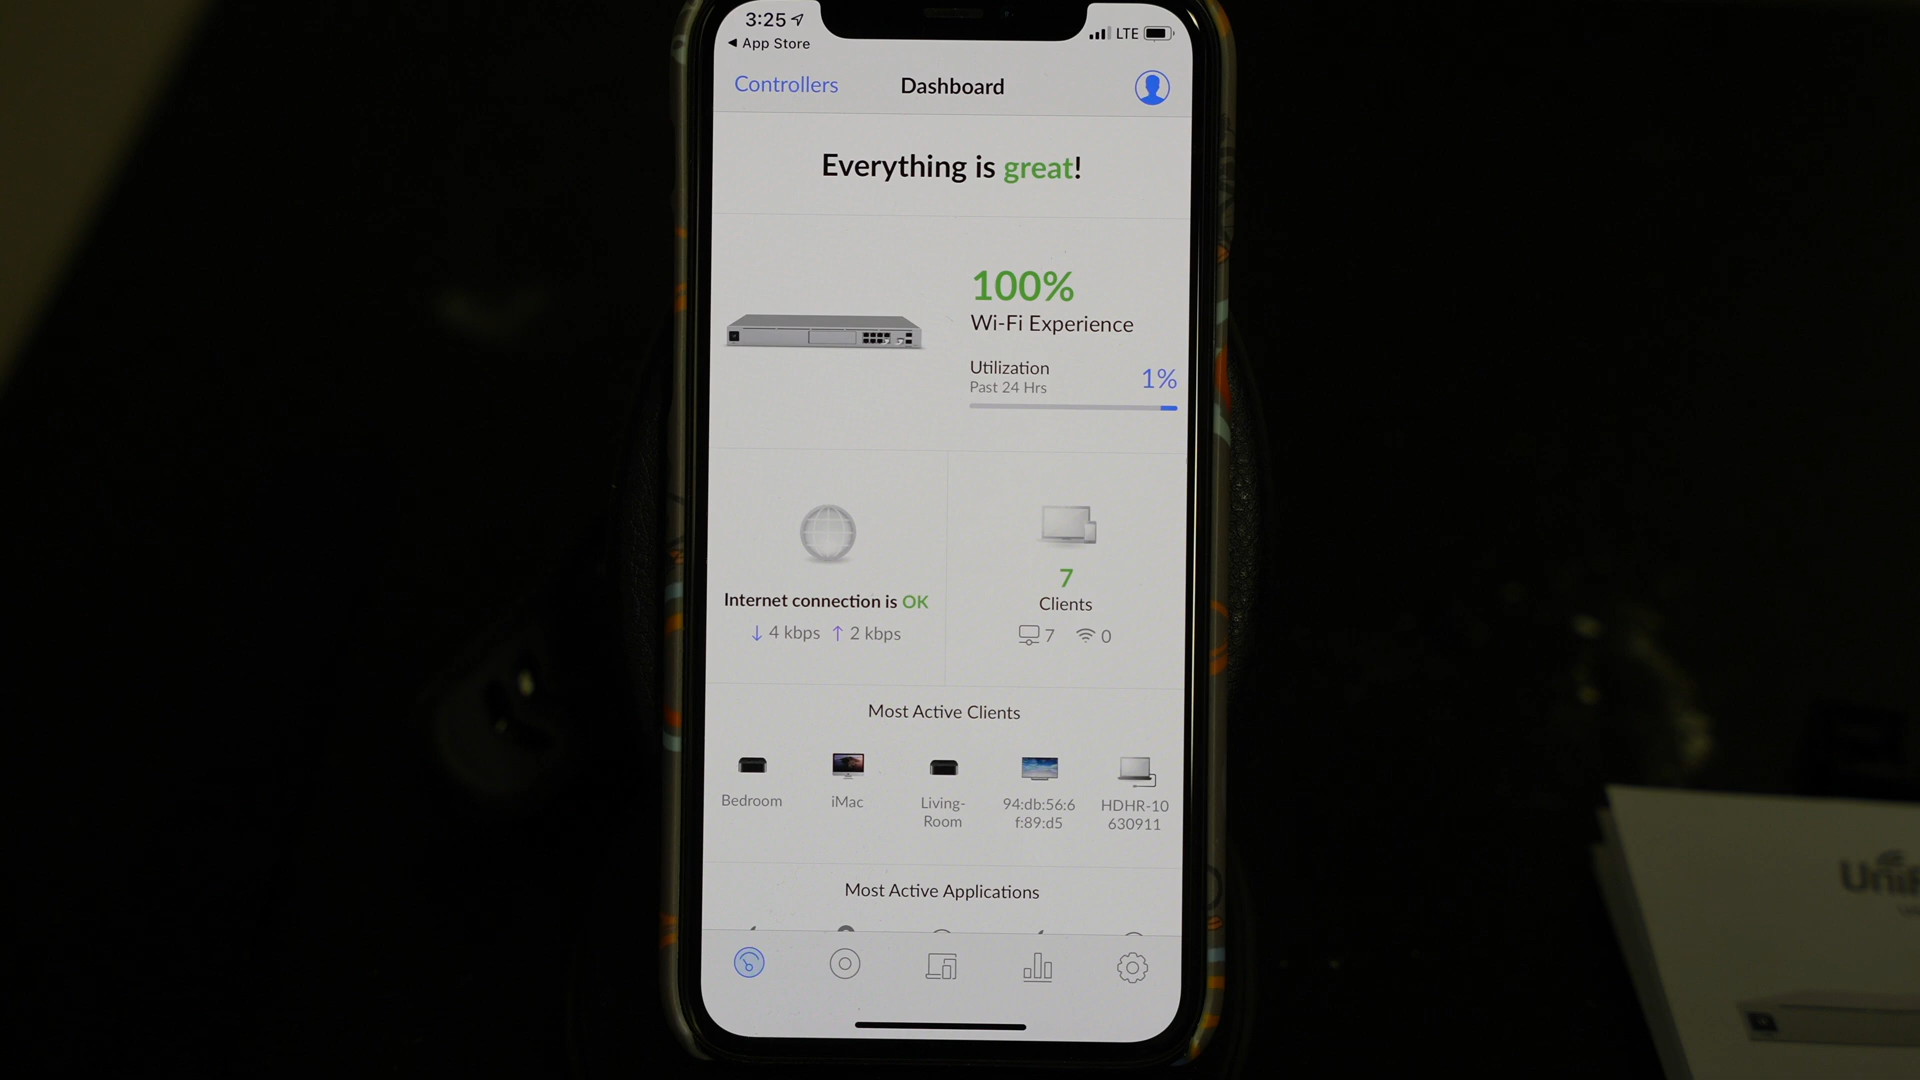 3:25
LTE
App Store
Controllers
Dashboard
Everything is great!
100%
Wi-Fi Experience
Utilization
Past 24 Hrs
1%
Internet connection is OK
↓ 4 kbps ↑ 2 kbps
7
Clients
7 0
Most Active Clients
Bedroom
iMac
Living-
Room
94:db:56:6
f:89:d5
HDHR-10
630911
Most Active Applications